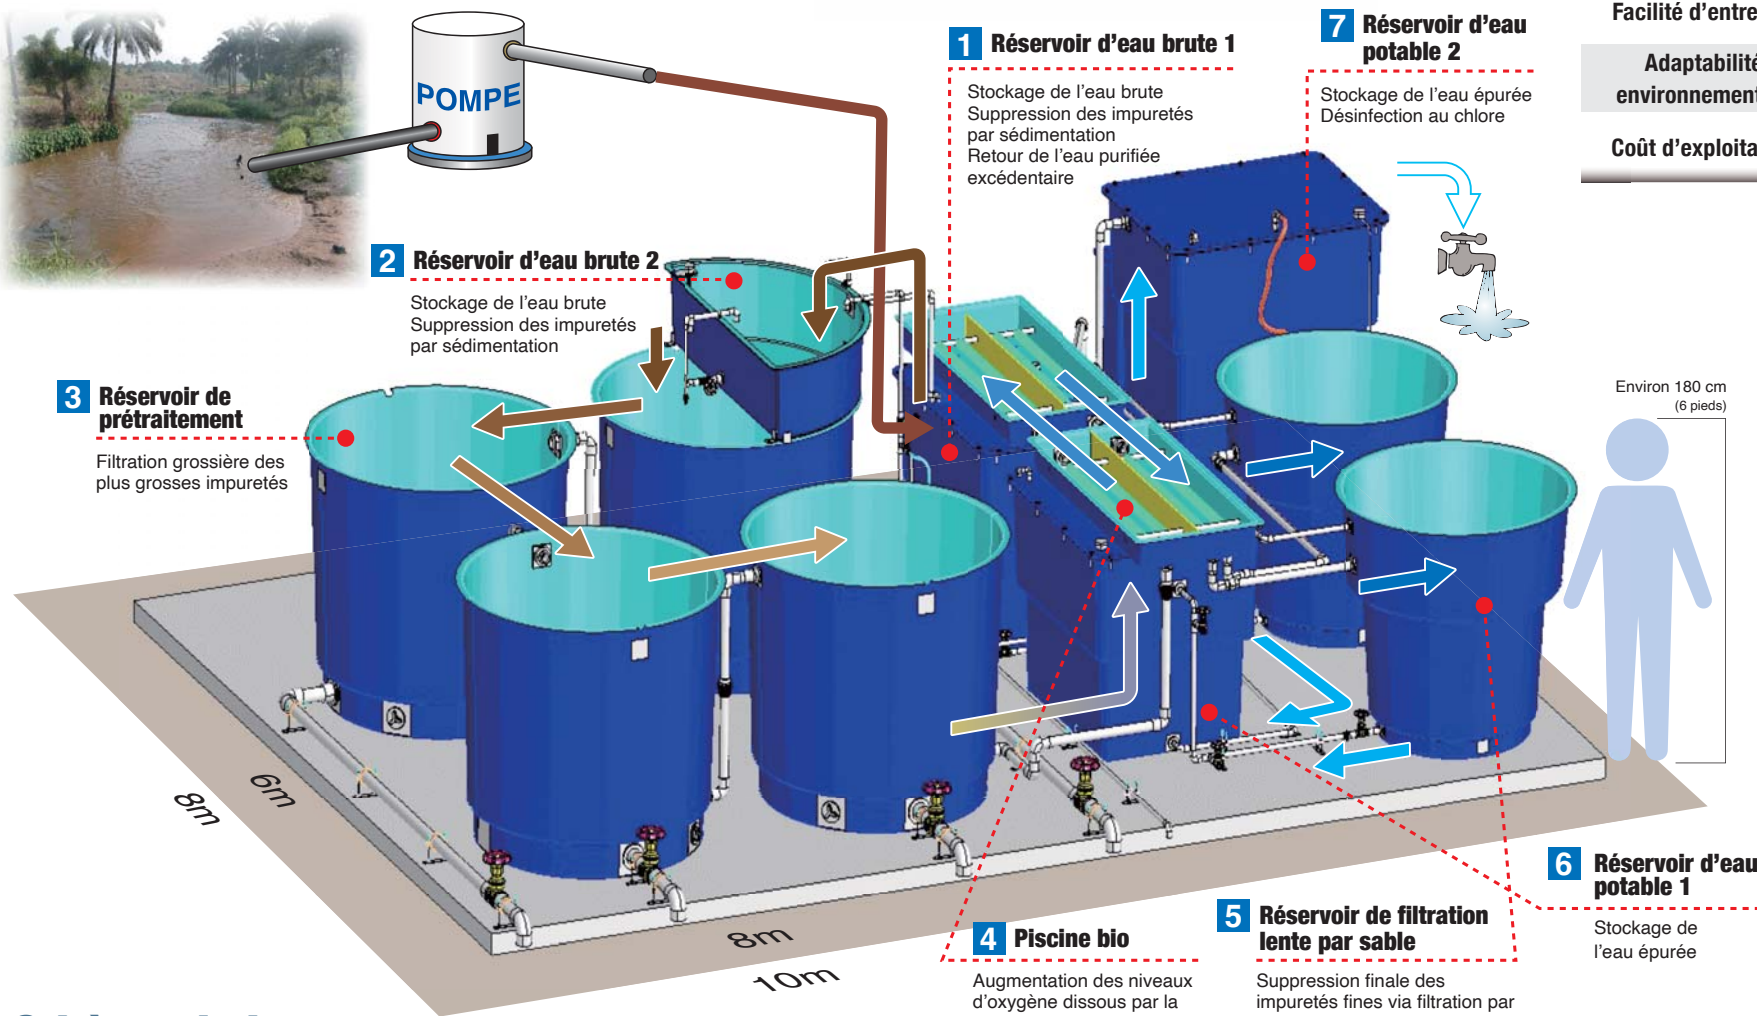 POMPE
1 Réservoir d'eau brute 1
Stockage de l'eau brute
Suppression des impuretés
par sédimentation
Retour de l'eau purifiée
excédentaire
7 Réservoir d'eau
potable 2
Stockage de l'eau épurée
Désinfection au chlore
Facilité d'entre
Adaptabilité
environnement
Coût d'exploita
2 Réservoir d'eau brute 2
Stockage de l'eau brute
Suppression des impuretés
par sédimentation
3 Réservoir de
prétraitement
Filtration grossière des
plus grosses impuretés
Environ 180 cm
(6 pieds)
6m
8m
8m
10m
4 Piscine bio
Augmentation des niveaux
d'oxygène dissous par la
5 Réservoir de filtration
lente par sable
Suppression finale des
impuretés fines via filtration par
6 Réservoir d'eau
potable 1
Stockage de
l'eau épurée